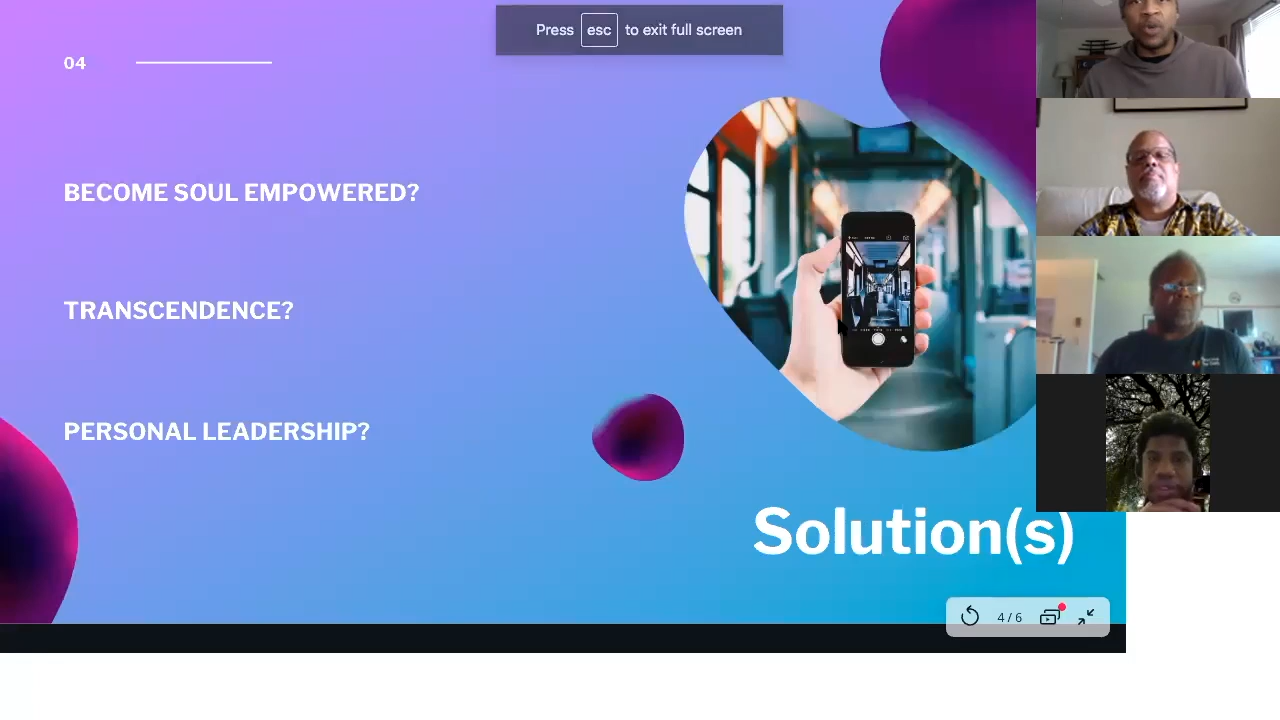 Press esc to exit full screen
04
BECOME SOUL EMPOWERED?
TRANSCENDENCE?
PERSONAL LEADERSHIP?
Solution(s)
4 / 6